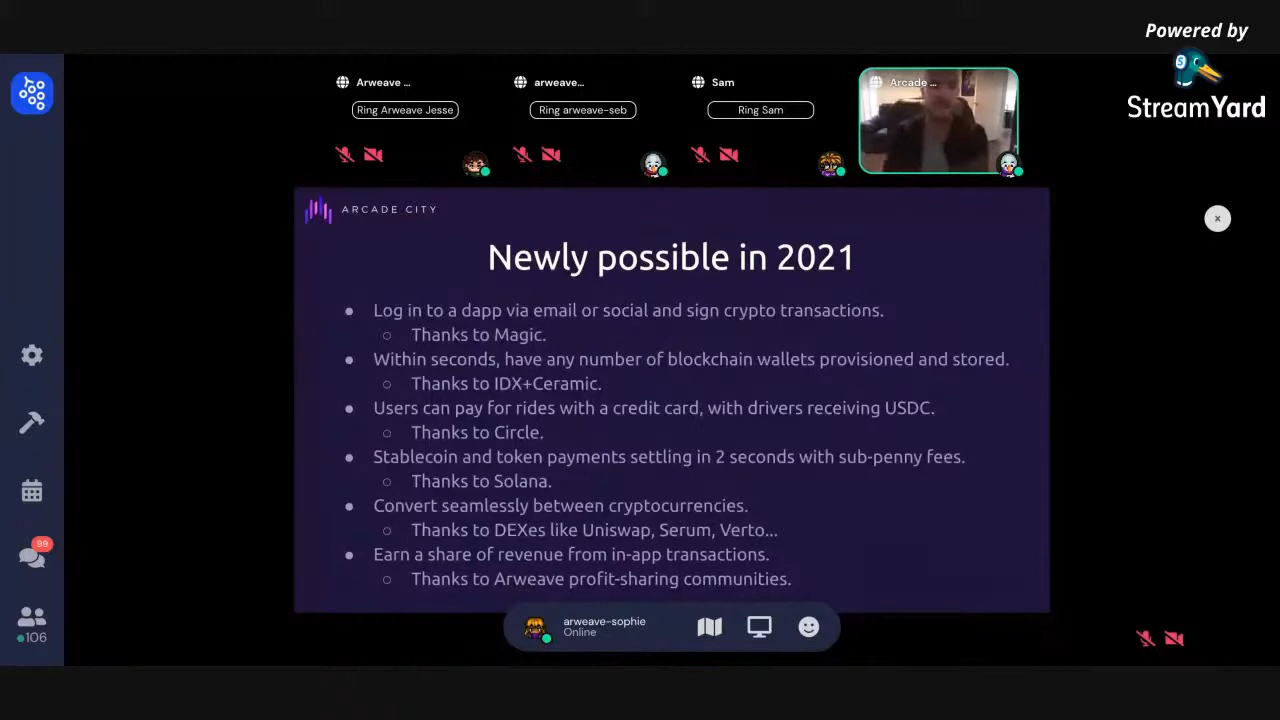 Powered by
StreamYard
Arweave ...
Ring Arweave Jesse
arweave...
Ring arweave-seb
Sam
Ring Sam
Arcade ...
ARCADE CITY
Newly possible in 2021
● Log in to a dapp via email or social and sign crypto transactions.
○ Thanks to Magic.
● Within seconds, have any number of blockchain wallets provisioned and stored.
○ Thanks to IDX+Ceramic.
● Users can pay for rides with a credit card, with drivers receiving USDC.
○ Thanks to Circle.
● Stablecoin and token payments settling in 2 seconds with sub-penny fees.
○ Thanks to Solana.
● Convert seamlessly between cryptocurrencies.
○ Thanks to DEXes like Uniswap, Serum, Verto...
● Earn a share of revenue from in-app transactions.
○ Thanks to Arweave profit-sharing communities.
99
106
arweave-sophie
Online